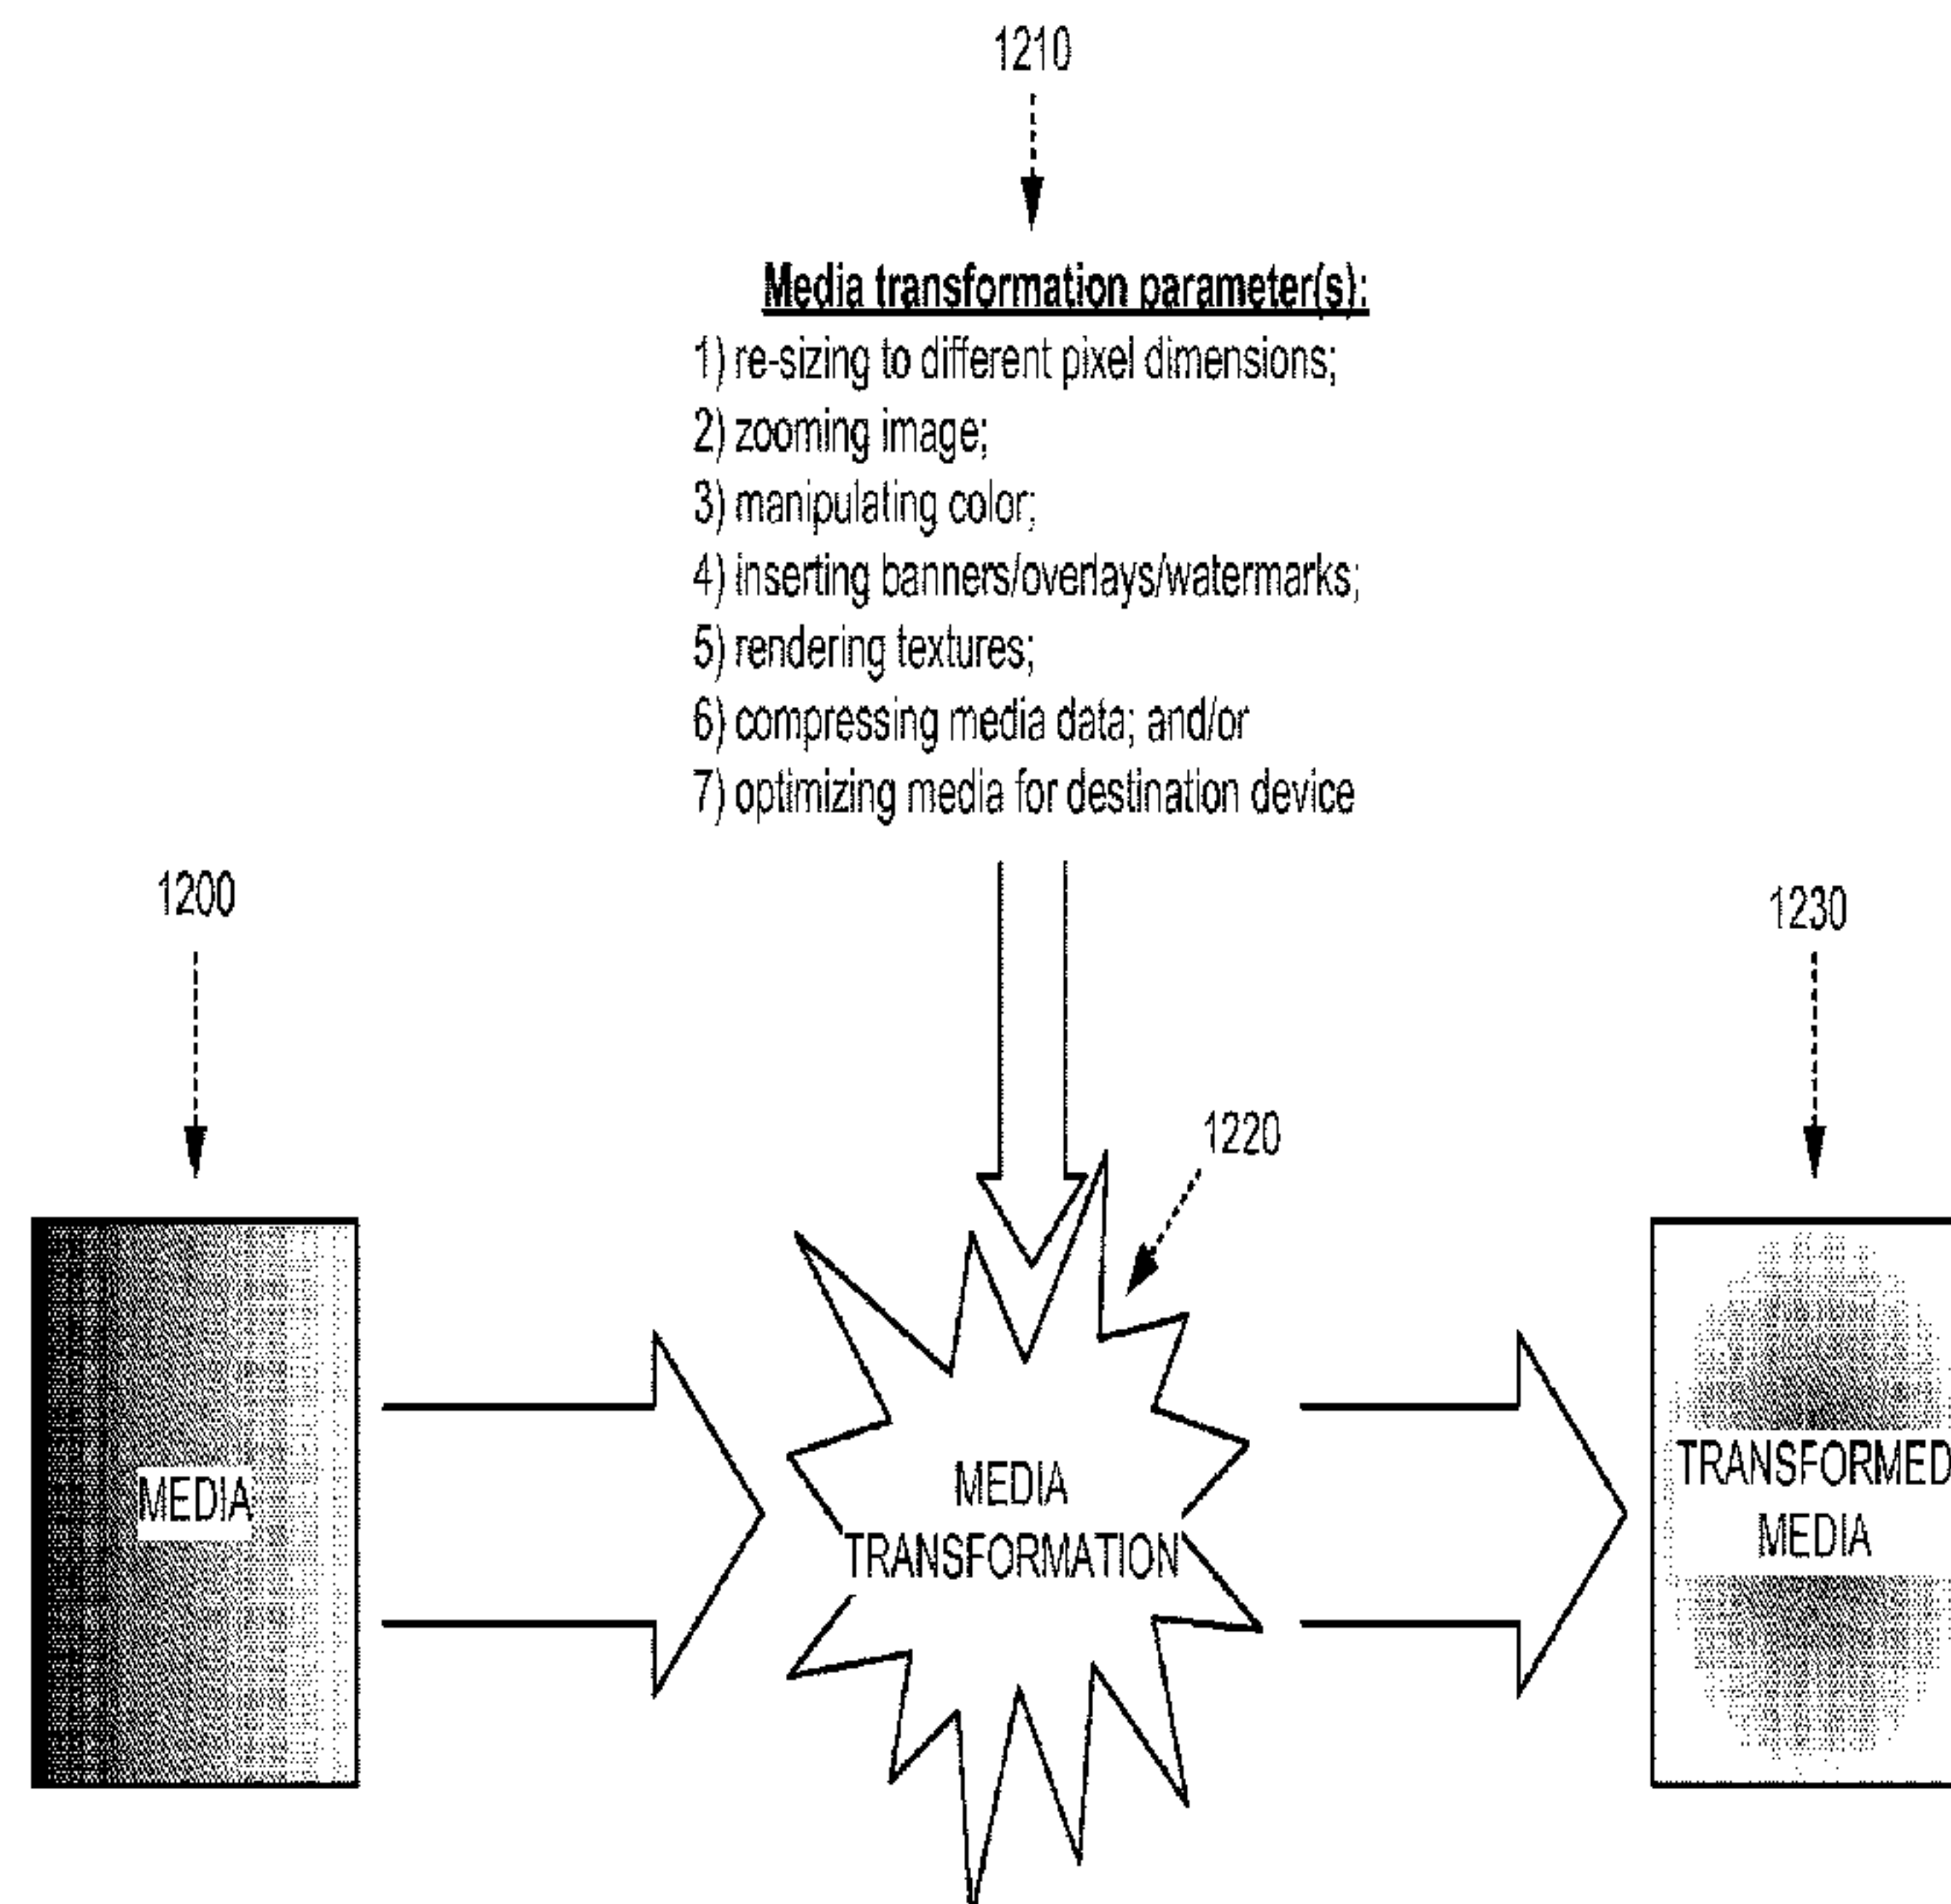 1210
Media transformation parameter(s):
1) re-sizing to different pixel dimensions;
2) zooming image;
3) manipulating color;
4) inserting banners/overlays/watermarks;
5) rendering textures;
6) compressing media data; and/or
7) optimizing media for destination device
1200
1230
1220
MEDIA
MEDIA
TRANSFORMATION
TRANSFORMED
MEDIA